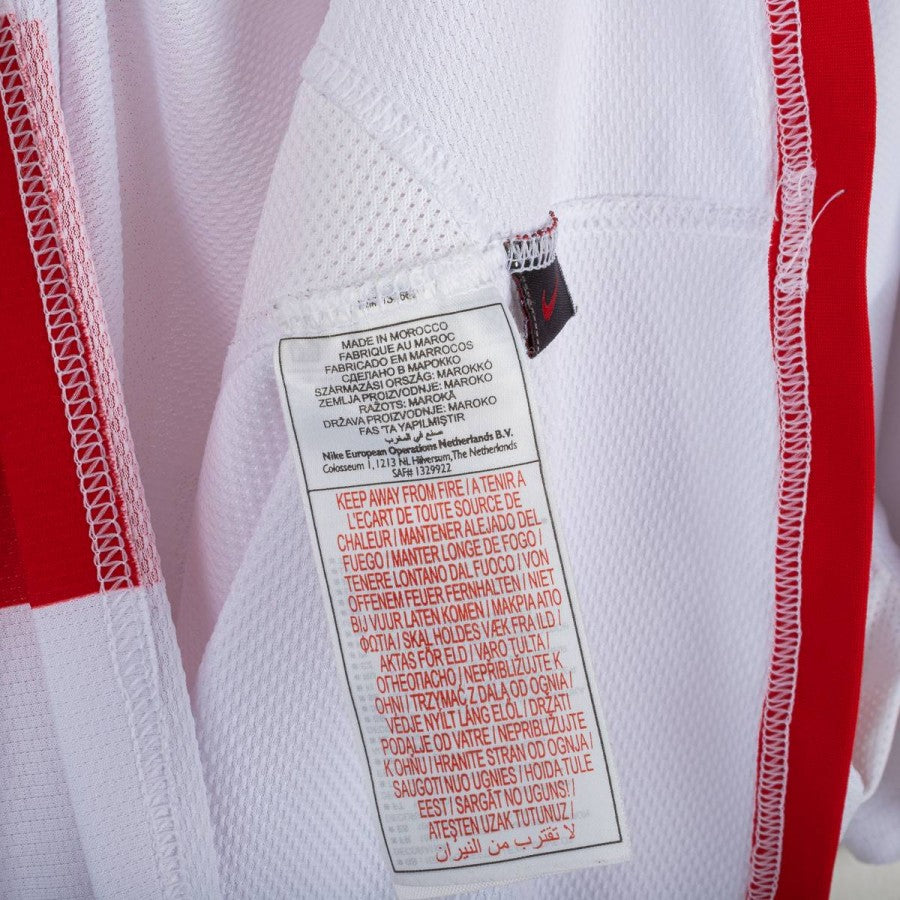 MADE IN MOROCCO
FABRIQUE AU MAROC
FABRICADO EM MARROCOS
СДЕЛАНО В МАРОККО
SZÁRMAZÁSI ORSZÁG: MAROKKÓ
ZEMLJA PROIZVODNJE: MAROKO
RAŽOTS: MAROKĀ
DRŽAVA PROIZVODNJE: MAROKO
FAS 'TA YAPILMIŞTIR
صنع في المغرب
Nike European Operations Netherlands B.V.
Colosseum 1, 1213 NL Hilversum, The Netherlands
SAF# 1329922
KEEP AWAY FROM FIRE / A TENIR A
L'ECART DE TOUTE SOURCE DE
CHALEUR / MANTENER ALEJADO DEL
FUEGO / MANTER LONGE DE FOGO /
TENERE LONTANO DAL FUOCO / VON
OFFENEM FEUER FERNHALTEN / NIET
BIJ VUUR LATEN KOMEN / ΜΑΚΡΙΑ ΑΠΟ
ΦΩΤΙΑ / SKAL HOLDES VÆK FRA ILD /
AKTAS FÖR ELD / VARO TULTA /
ОГНЕОПАСНО / NEPŘIBLIŽUJTE K
OHNI / TRZYMAĆ Z DALA OD OGNIA /
VÉDJE NYÍLT LÁNG ELŐL / DRŽATI
PODALJE OD VATRE / NEPRIBLIŽUJTE
K OHŇU / HRANITE STRAN OD OGNJA /
SAUGOTI NUO UGNIES / HOIDA TULE
EEST / SARGĀT NO UGUNS! /
ATEŞTEN UZAK TUTUNUZ /
لا تقترب من النيران